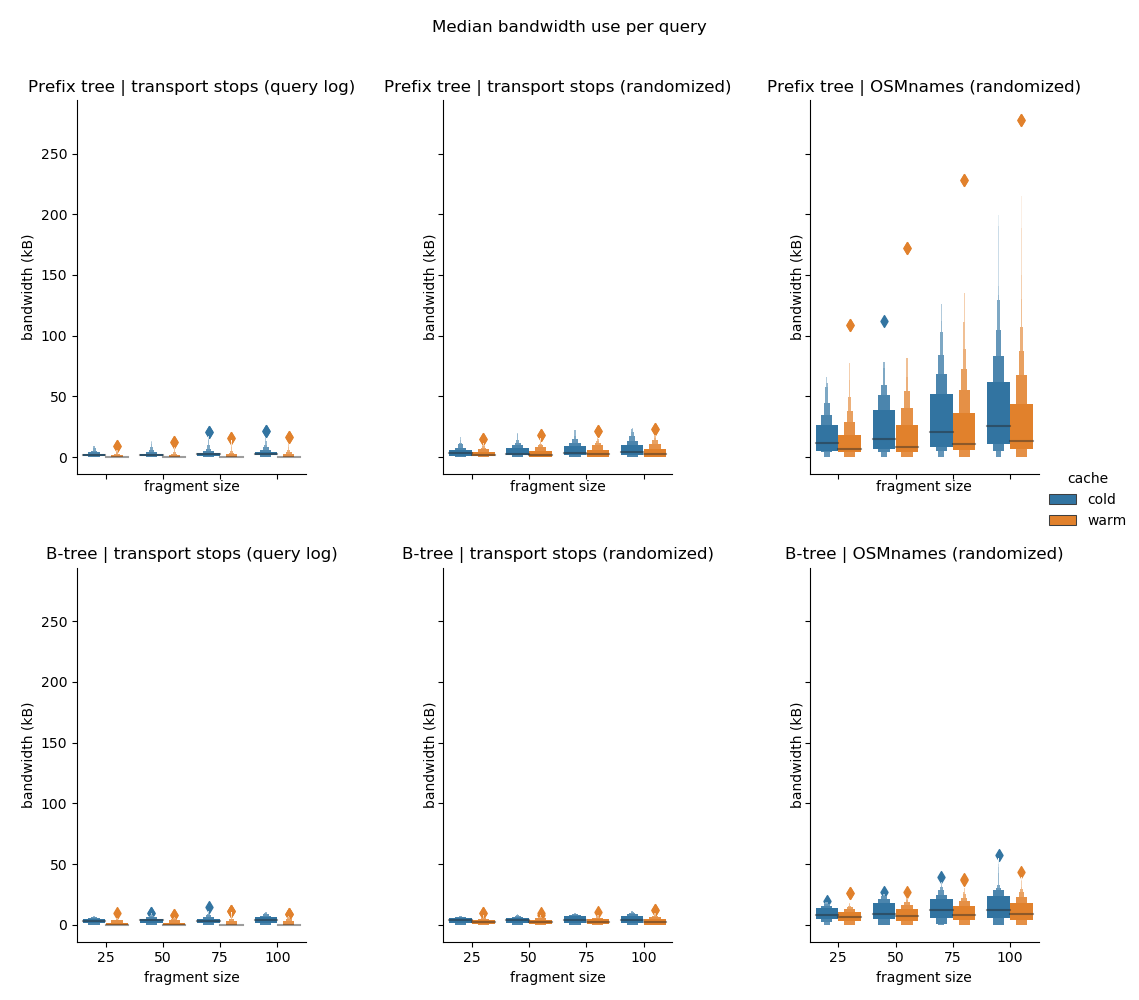 Median bandwidth use per query
Prefix tree | transport stops (query log)
bandwidth (kB)
250
200
150
100
50
0
fragment size
Prefix tree | transport stops (randomized)
bandwidth (kB)
fragment size
Prefix tree | OSMnames (randomized)
bandwidth (kB)
fragment size
cache
cold
warm
B-tree | transport stops (query log)
bandwidth (kB)
250
200
150
100
50
0
25 50 75 100
fragment size
B-tree | transport stops (randomized)
bandwidth (kB)
25 50 75 100
fragment size
B-tree | OSMnames (randomized)
bandwidth (kB)
25 50 75 100
fragment size